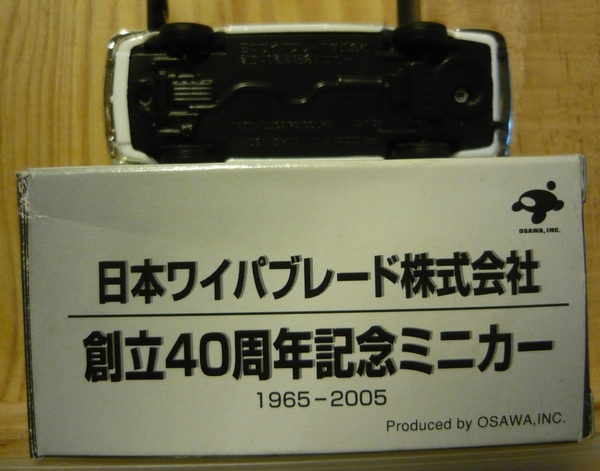 OSAWA, INC.
日本ワイパブレード株式会社
創立40周年記念ミニカー
1965-2005
Produced by OSAWA,INC.